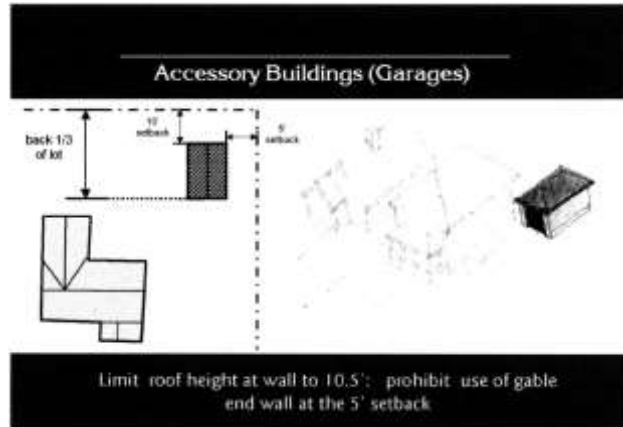 Accessory Buildings (Garages)
back 1/3
of lot
10'
setback
5'
setback
Limit roof height at wall to 10.5': prohibit use of gable
end wall at the 5' setback